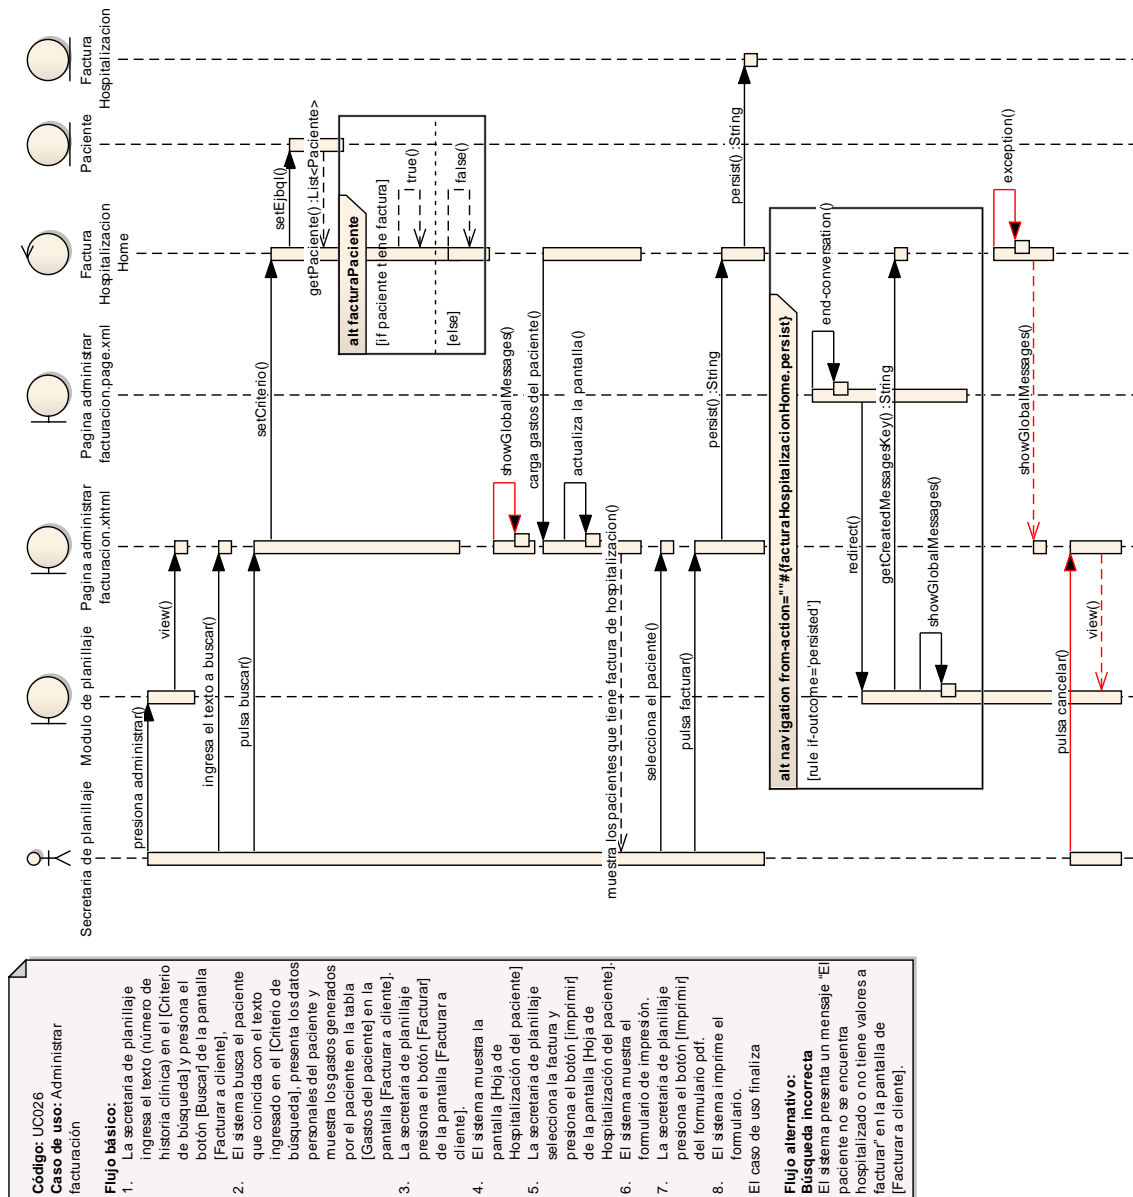 Código: UC026
Caso de uso: Administrar
facturación
Flujo básico:
1. La secretaria de planillaje
ingresa el texto (número de
historia clínica) en el [Criterio
de búsqueda] y presiona el
botón [Buscar] de la pantalla
[Facturar a cliente],
2. El sistema busca el paciente
que coincida con el texto
ingresado en el [Criterio de
búsqueda], presenta los datos
personales del paciente y
muestra los gastos generados
por el paciente en la tabla
[Gastos del paciente] en la
pantalla [Facturar a cliente].
3. La secretaria de planillaje
presiona el botón [Facturar]
de la pantalla [Facturar a
cliente].
4. El sistema muestra la
pantalla [Hoja de
Hospitalización del paciente]
5. La secretaria de planillaje
selecciona la factura y
presiona el botón [imprimir]
de la pantalla [Hoja de
Hospitalización del paciente].
6. El sistema muestra el
formulario de impresión.
7. La secretaria de planillaje
presiona el botón [Imprimir]
del formulario pdf.
8. El sistema imprime el
formulario.
El caso de uso finaliza
Flujo alternativo:
Búsqueda incorrecta
El sistema presenta un mensaje “El
paciente no se encuentra
hospitalizado o no tiene valores a
facturar” en la pantalla de
[Facturar a cliente].
Secretaria de planillaje
Modulo de planillaje
Pagina administrar
facturacion.xhtml
Pagina administrar
facturacion.page.xml
Factura
Hospitalizacion
Home
Paciente
Factura
Hospitalizacion
presiona administrar()
view()
ingresa el texto a buscar()
pulsa buscar()
setCriterio()
setEjbql()
getPaciente() :List<Paciente>
alt facturaPaciente
[if paciente tiene factura]
true()
[else]
false()
showGlobalMessages()
carga gastos del paciente()
actualiza la pantalla()
muestra los pacientes que tiene factura de hospitalizacion()
selecciona el paciente()
pulsa facturar()
persist() :String
persist() :String
alt navigation from-action=""#{facturaHospitalizacionHome.persist}
[rule if-outcome='persisted']
end-conversation()
redirect()
getCreatedMessagesKey() :String
showGlobalMessages()
exception()
showGlobalMessages()
pulsa cancelar()
view()